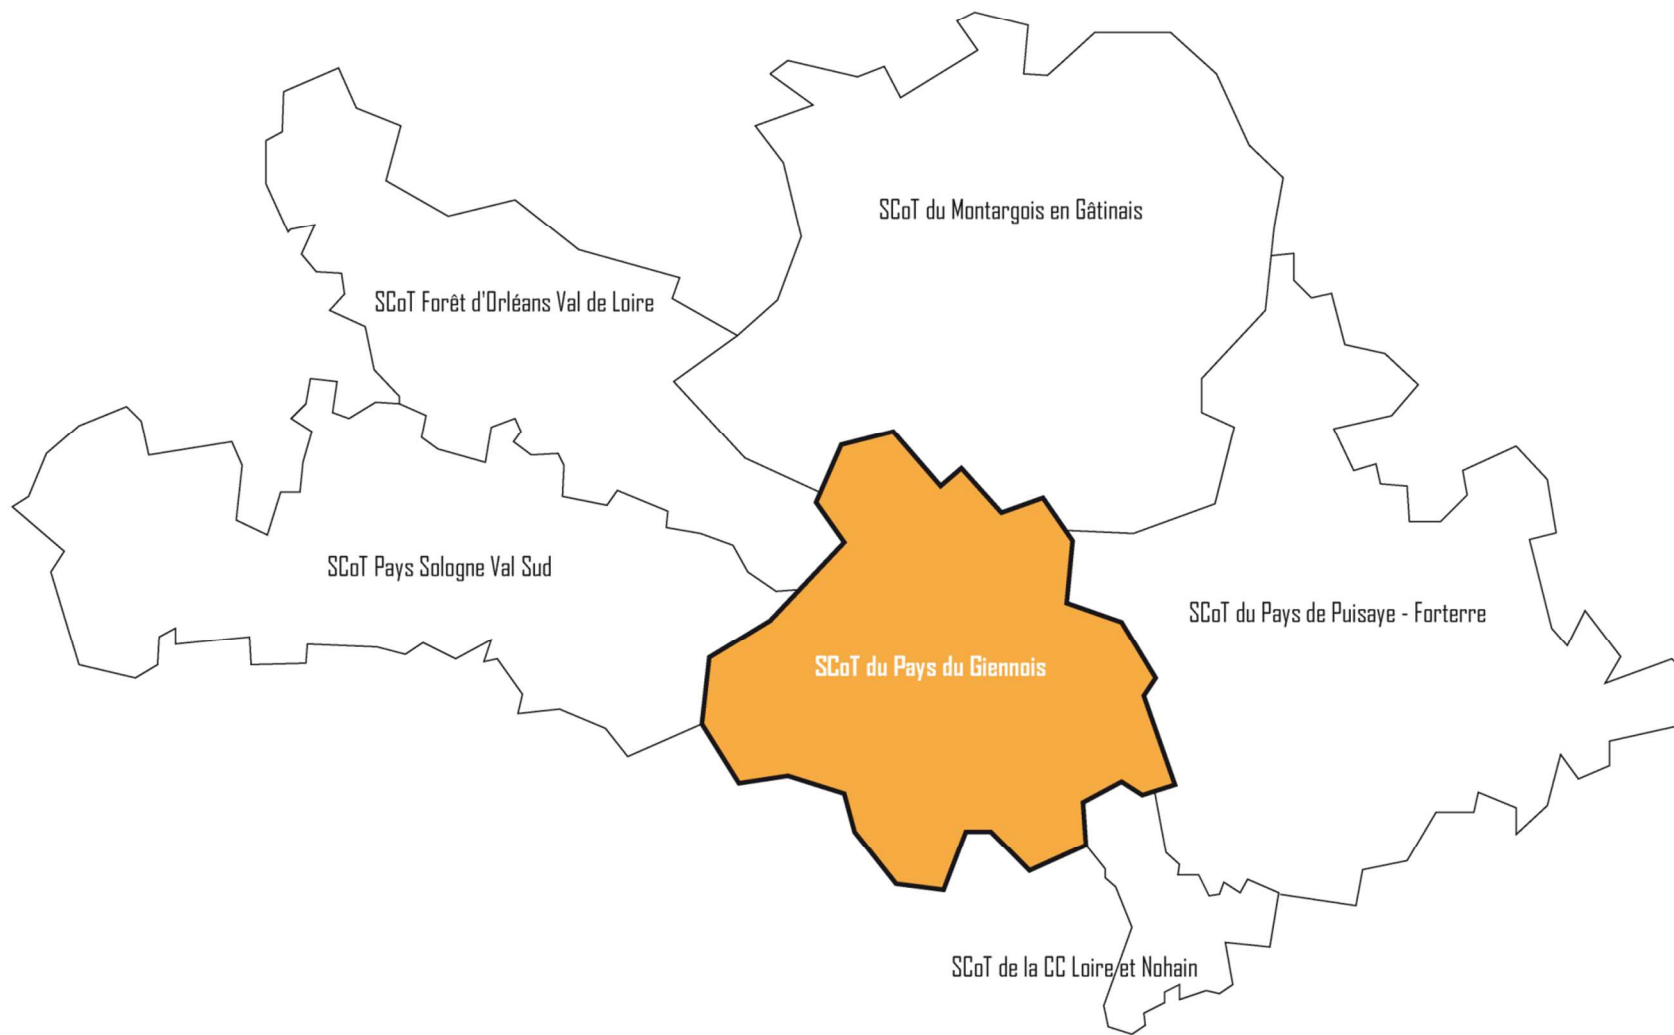 SCoT du Montargois en Gâtinais
SCoT Forêt d'Orléans Val de Loire
SCoT Pays Sologne Val Sud
SCoT du Pays de Puisaye - Forterre
SCoT du Pays du Giennois
SCoT de la CC Loire et Nohain